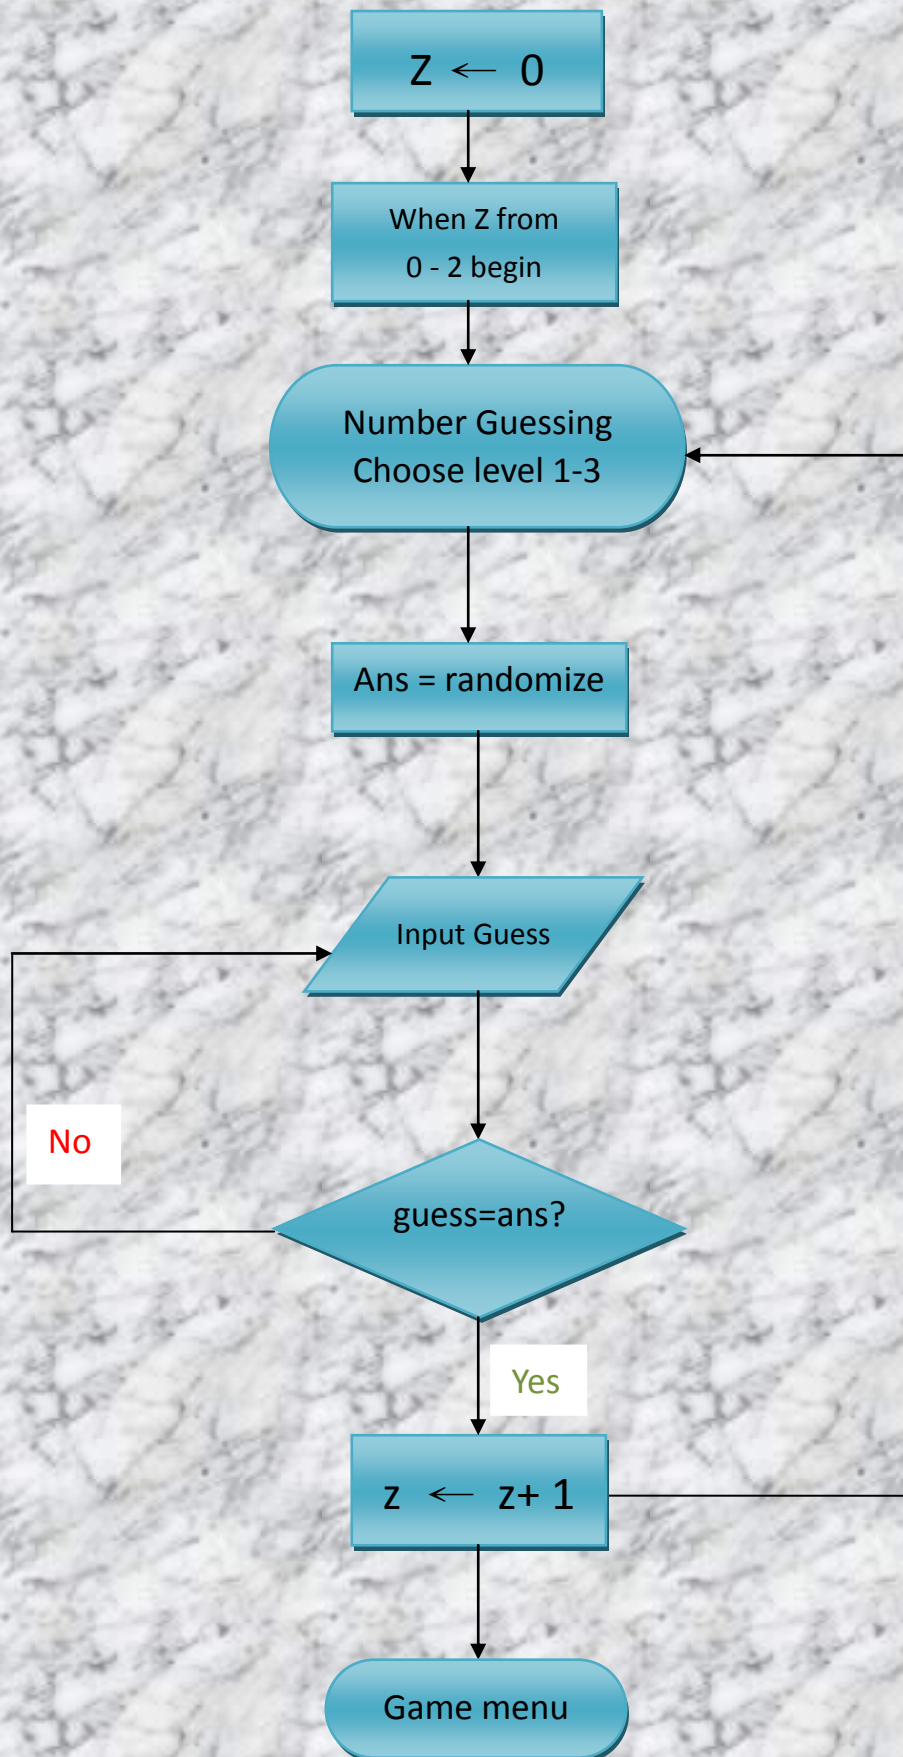 Z ← 0
When Z from
0 - 2 begin
Number Guessing
Choose level 1-3
Ans = randomize
Input Guess
No
guess=ans?
Yes
z ← z+ 1
Game menu